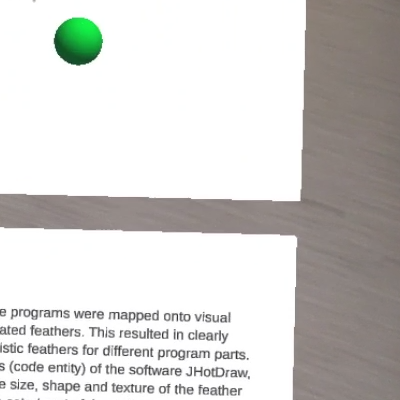 e programs were mapped onto visual
ated feathers. This resulted in clearly
istic feathers for different program parts.
s (code entity) of the software JHotDraw,
e size, shape and texture of the feather